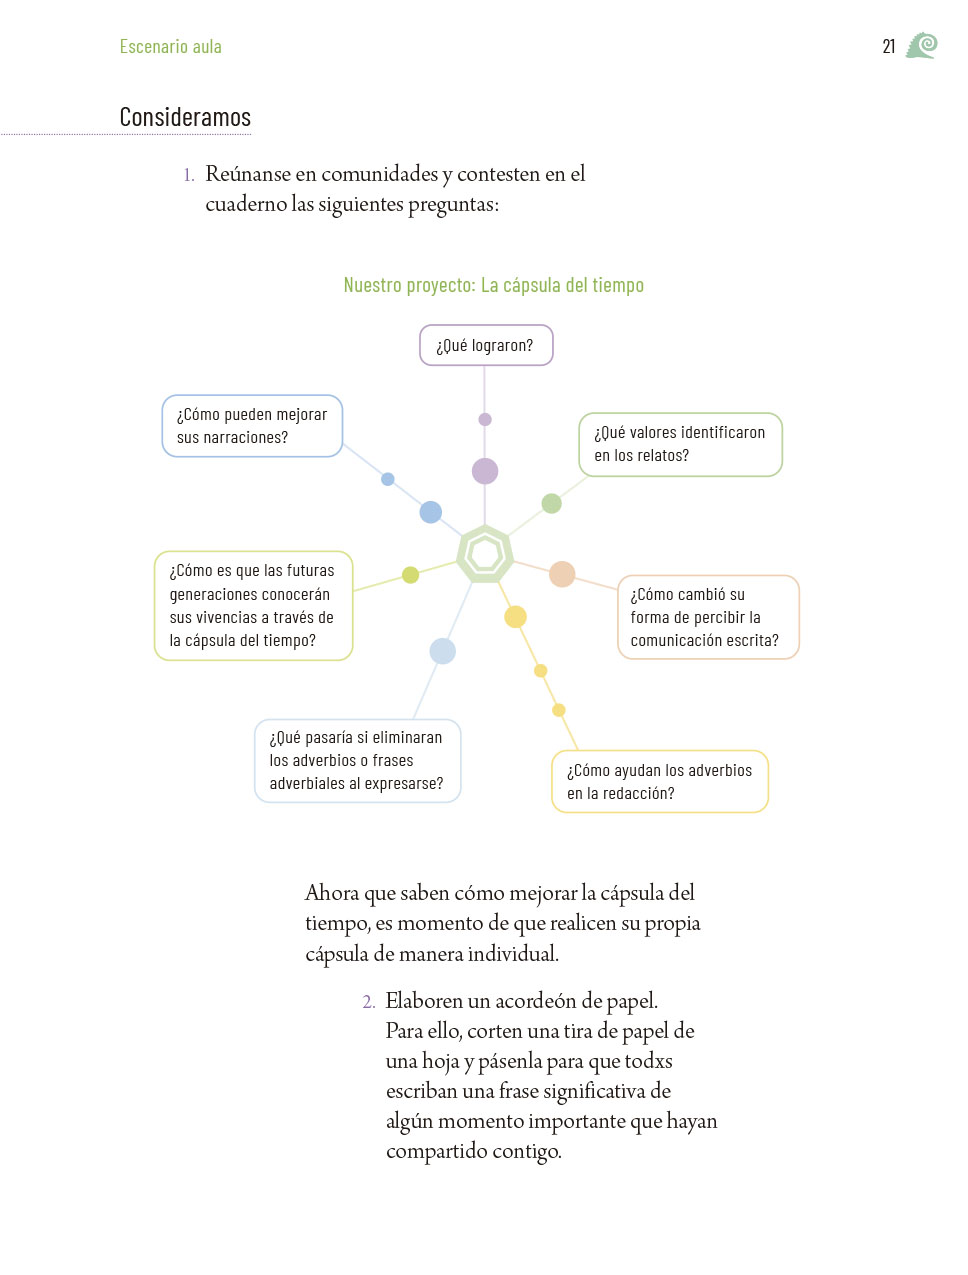 Escenario aula
21
Consideramos
1. Reúnanse en comunidades y contesten en el
cuaderno las siguientes preguntas:
Nuestro proyecto: La cápsula del tiempo
¿Qué lograron?
¿Cómo pueden mejorar
sus narraciones?
¿Qué valores identificaron
en los relatos?
¿Cómo es que las futuras
generaciones conocerán
sus vivencias a través de
la cápsula del tiempo?
¿Cómo cambió su
forma de percibir la
comunicación escrita?
¿Qué pasaría si eliminaran
los adverbios o frases
adverbiales al expresarse?
¿Cómo ayudan los adverbios
en la redacción?
Ahora que saben cómo mejorar la cápsula del
tiempo, es momento de que realicen su propia
cápsula de manera individual.
2. Elaboren un acordeón de papel.
Para ello, corten una tira de papel de
una hoja y pásenla para que todxs
escriban una frase significativa de
algún momento importante que hayan
compartido contigo.